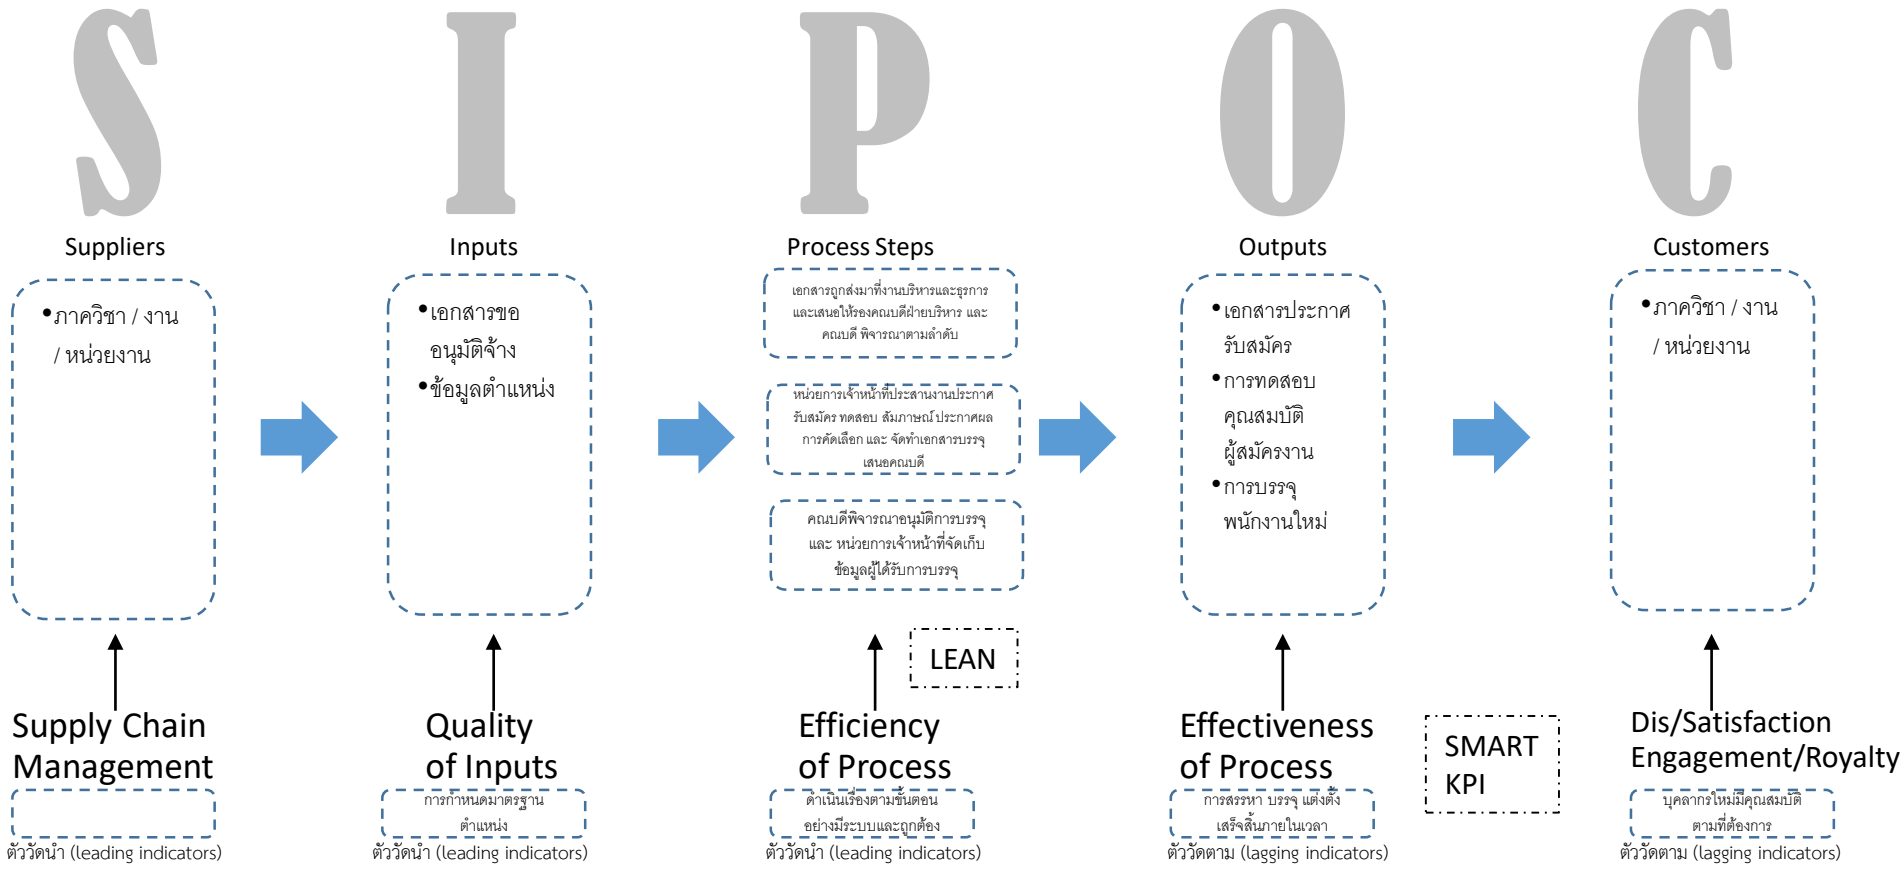 S
I
P
O
C
Suppliers
Inputs
Process Steps
Outputs
Customers
•ภาควิชา / งาน
/ หน่วยงาน
•เอกสารขอ
อนุมัติจ้าง
•ข้อมูลตำแหน่ง
เอกสารถูกส่งมาที่งานบริหารและธุรการ
และเสนอให้รองคณบดีฝ่ายบริหาร และ
คณบดี พิจารณาตามลำดับ
หน่วยการเจ้าหน้าที่ประสานงานประกาศ
รับสมัคร ทดสอบ สัมภาษณ์ ประกาศผล
การคัดเลือก และ จัดทำเอกสารบรรจุ
เสนอคณบดี
คณบดีพิจารณาอนุมัติการบรรจุ
และ หน่วยการเจ้าหน้าที่จัดเก็บ
ข้อมูลผู้ได้รับการบรรจุ
•เอกสารประกาศ
รับสมัคร
•การทดสอบ
คุณสมบัติ
ผู้สมัครงาน
•การบรรจุ
พนักงานใหม่
•ภาควิชา / งาน
/ หน่วยงาน
LEAN
Supply Chain
Management
ตัววัดนำ (leading indicators)
Quality
of Inputs
การกำหนดมาตรฐาน
ตำแหน่ง
ตัววัดนำ (leading indicators)
Efficiency
of Process
ดำเนินเรื่องตามขั้นตอน
อย่างมีระบบและถูกต้อง
ตัววัดนำ (leading indicators)
Effectiveness
of Process
การสรรหา บรรจุ แต่งตั้ง
เสร็จสิ้นภายในเวลา
ตัววัดตาม (lagging indicators)
SMART
KPI
Dis/Satisfaction
Engagement/Royalty
บุคลากรใหม่มีคุณสมบัติ
ตามที่ต้องการ
ตัววัดตาม (lagging indicators)